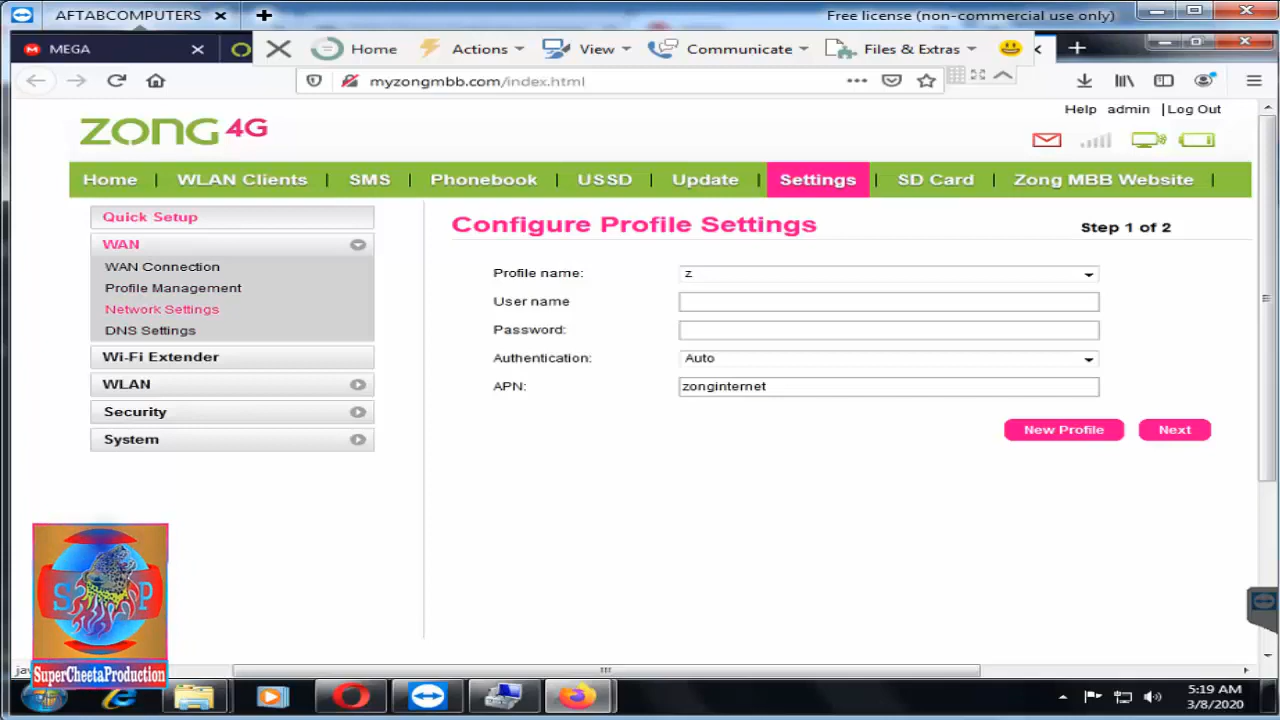 AFTABCOMPUTERS
Free license (non-commercial use only)
MEGA
Home
Actions
View
Communicate
Files & Extras
myzongmbb.com/index.html
Help admin | Log Out
ZONG 4G
Home | WLAN Clients | SMS | Phonebook | USSD | Update | Settings | SD Card | Zong MBB Website |
Quick Setup
WAN
WAN Connection
Profile Management
Network Settings
DNS Settings
Wi-Fi Extender
WLAN
Security
System
Configure Profile Settings
Step 1 of 2
Profile name: z
User name
Password:
Authentication: Auto
APN: zonginternet
New Profile
Next
S P
SuperCheetaProduction
5:19 AM
3/8/2020